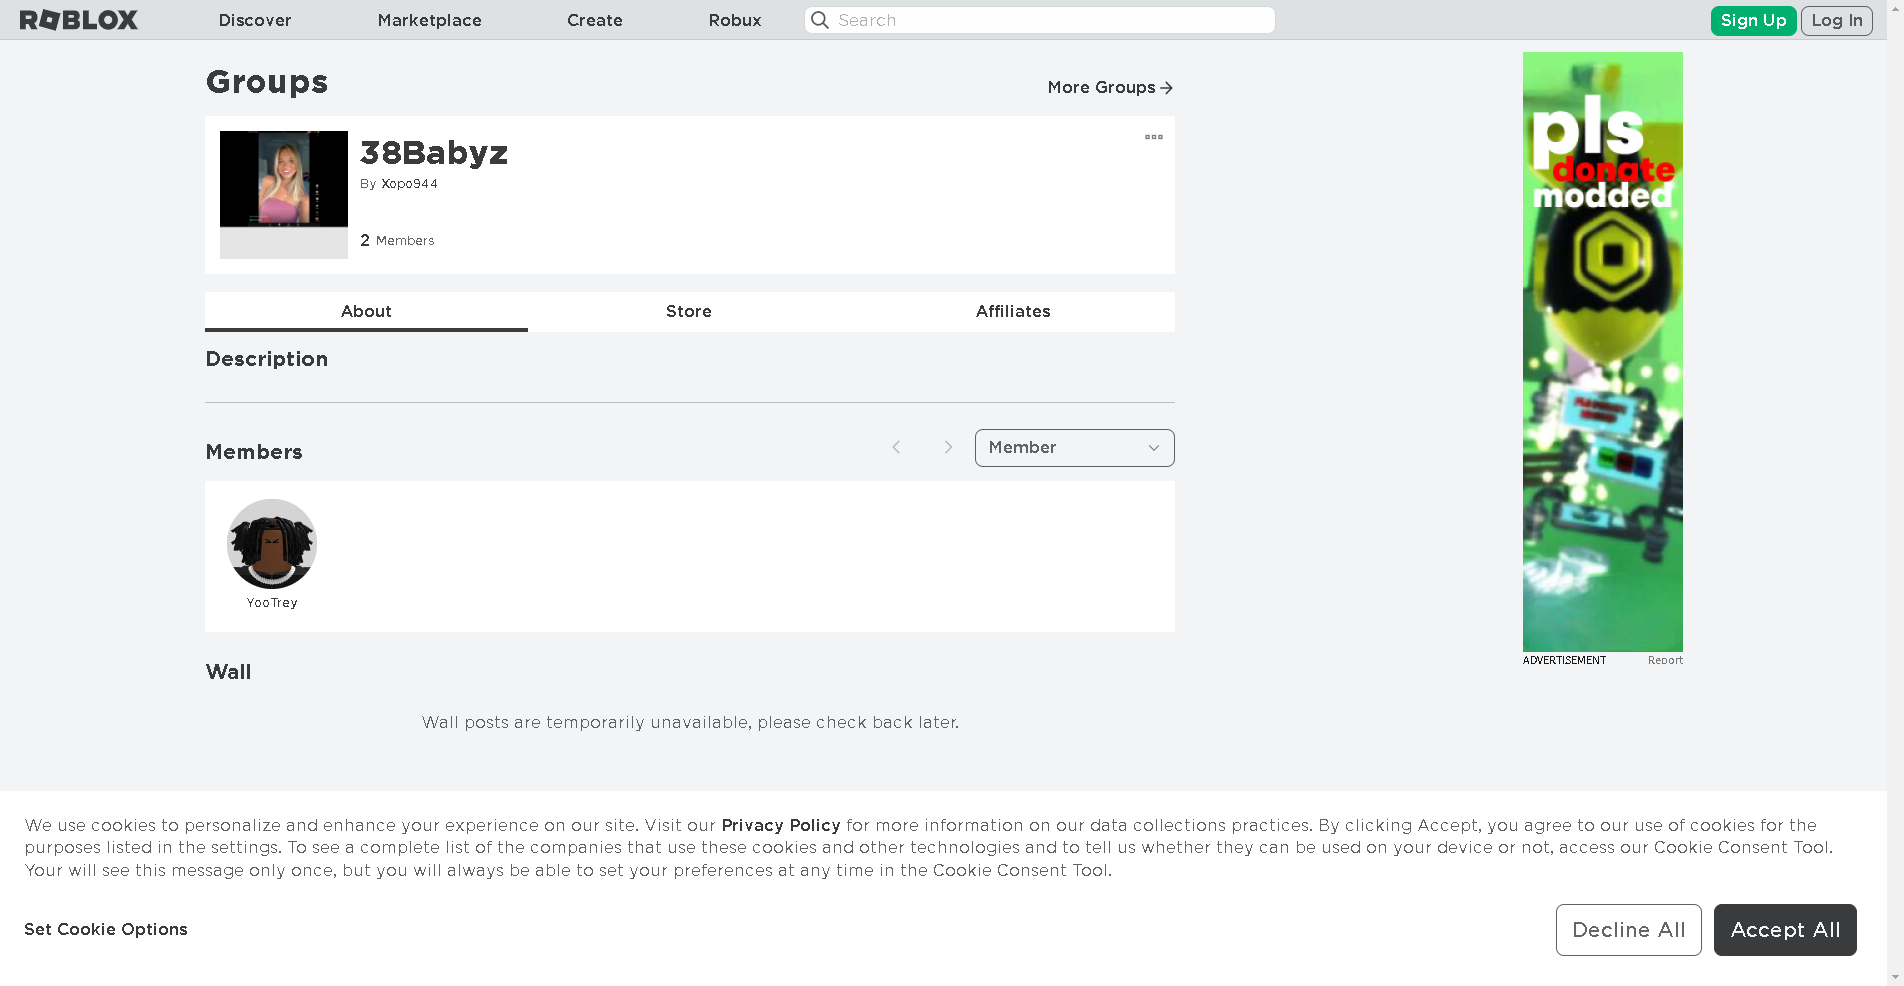 ROBLOX
Discover
Marketplace
Create
Robux
Search
Sign Up
Log In
Groups
More Groups
38Babyz
By Xopo944
2 Members
About
Store
Affiliates
Description
Members
Member
YooTrey
Wall
Wall posts are temporarily unavailable, please check back later.
pls
donate
modded
ADVERTISEMENT
Report
We use cookies to personalize and enhance your experience on our site. Visit our Privacy Policy for more information on our data collections practices. By clicking Accept, you agree to our use of cookies for the
purposes listed in the settings. To see a complete list of the companies that use these cookies and other technologies and to tell us whether they can be used on your device or not, access our Cookie Consent Tool.
Your will see this message only once, but you will always be able to set your preferences at any time in the Cookie Consent Tool.
Set Cookie Options
Decline All
Accept All